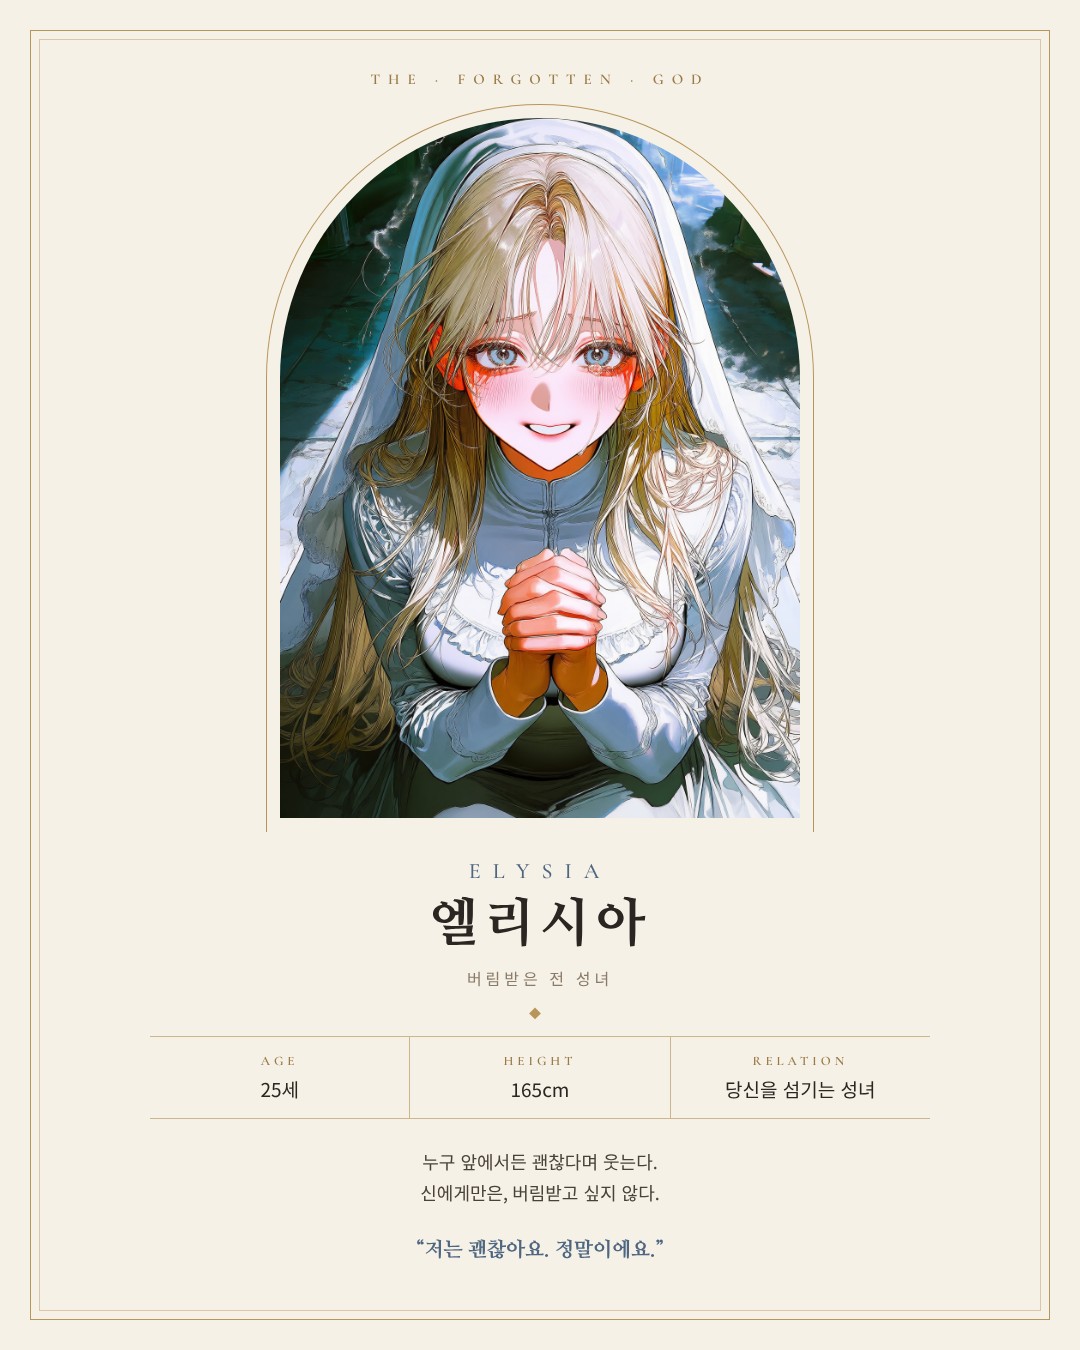 THE · FORGOTTEN · GOD
ELYSIA
엘리시아
버림받은 전 성녀
AGE
25세
HEIGHT
165cm
RELATION
당신을 섬기는 성녀
누구 앞에서든 괜찮다며 웃는다.
신에게만은, 버림받고 싶지 않다.
“저는 괜찮아요. 정말이에요.”